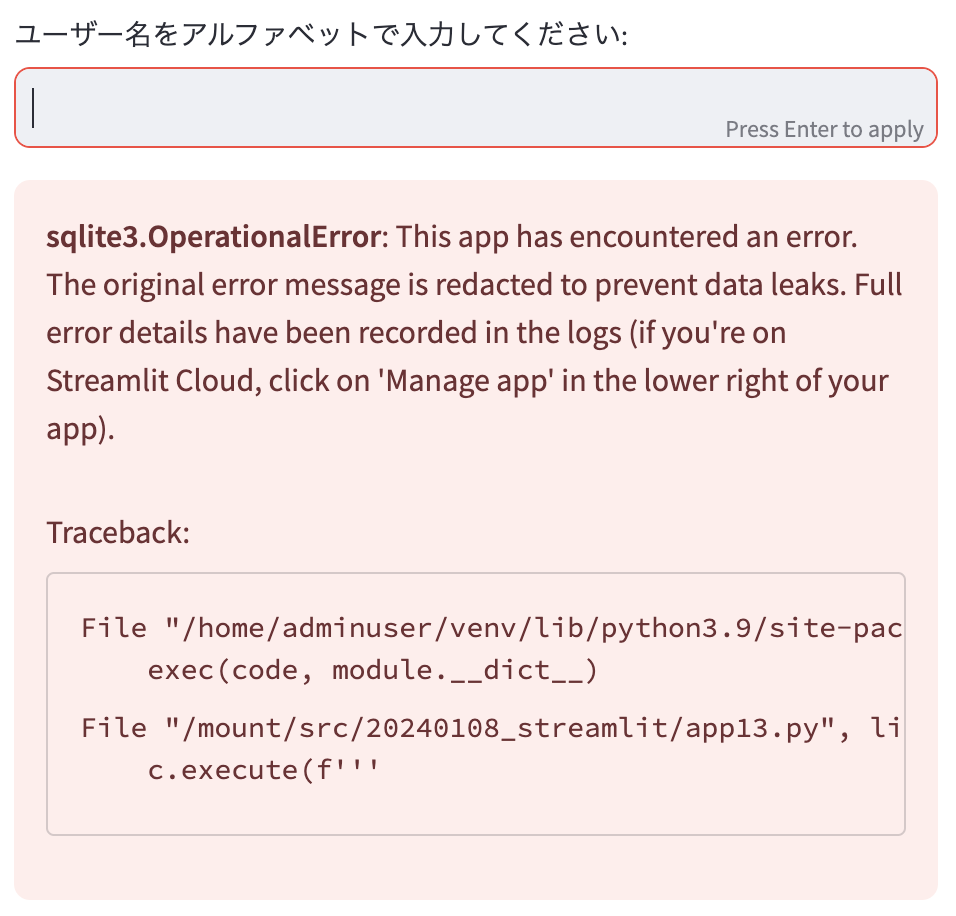 ユーザー名をアルファベットで入力してください:
Press Enter to apply
sqlite3.OperationalError: This app has encountered an error.
The original error message is redacted to prevent data leaks. Full
error details have been recorded in the logs (if you're on
Streamlit Cloud, click on 'Manage app' in the lower right of your
app).
Traceback:
File "/home/adminuser/venv/lib/python3.9/site-pac
exec(code, module.__dict__)
File "/mount/src/20240108_streamlit/app13.py", li
c.execute(f'''